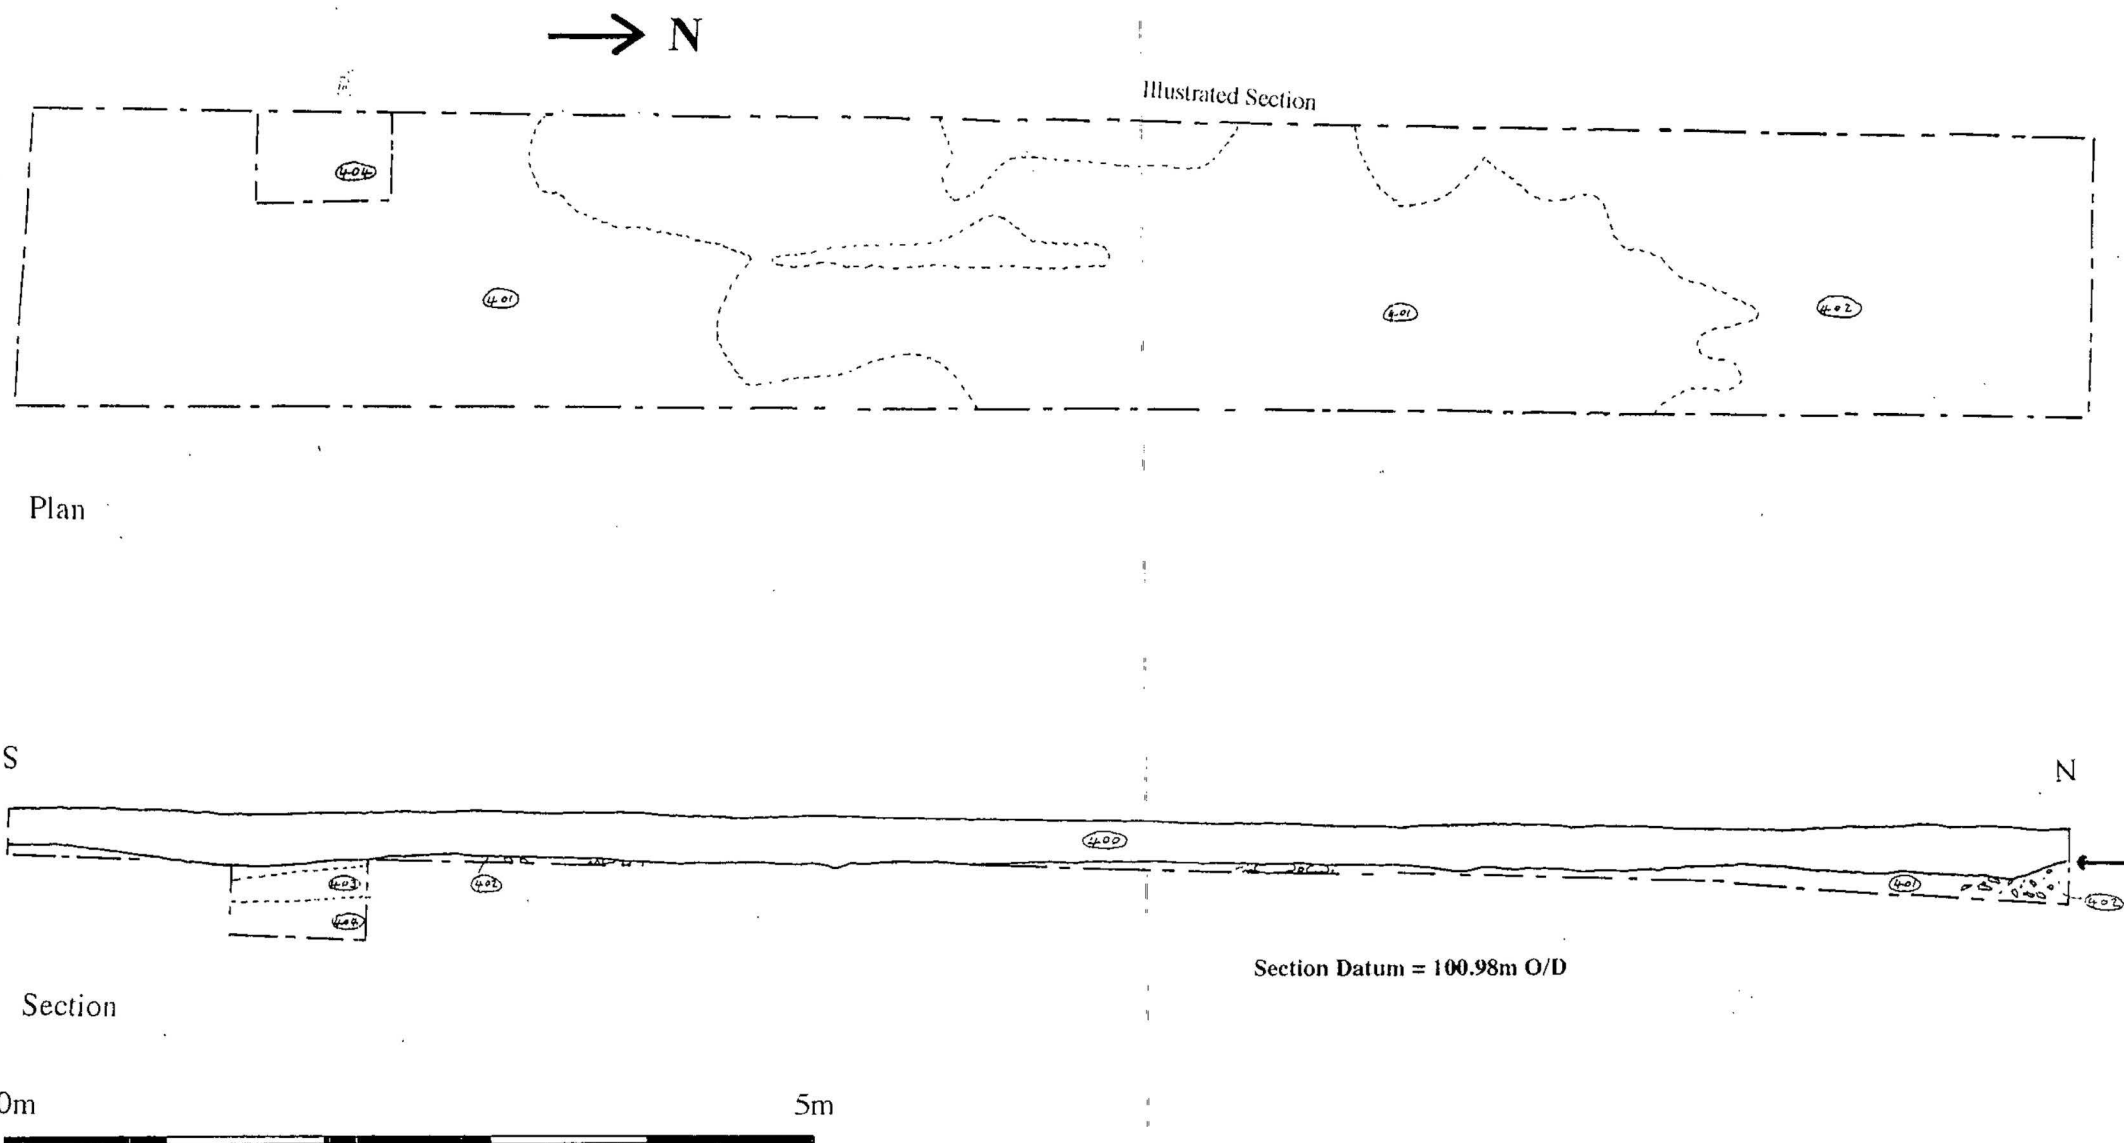 N
Illustrated Section
404
401
401
402
Plan
S
N
400
403
402
401
404
402
Section Datum = 100.98m O/D
Section
0m
5m